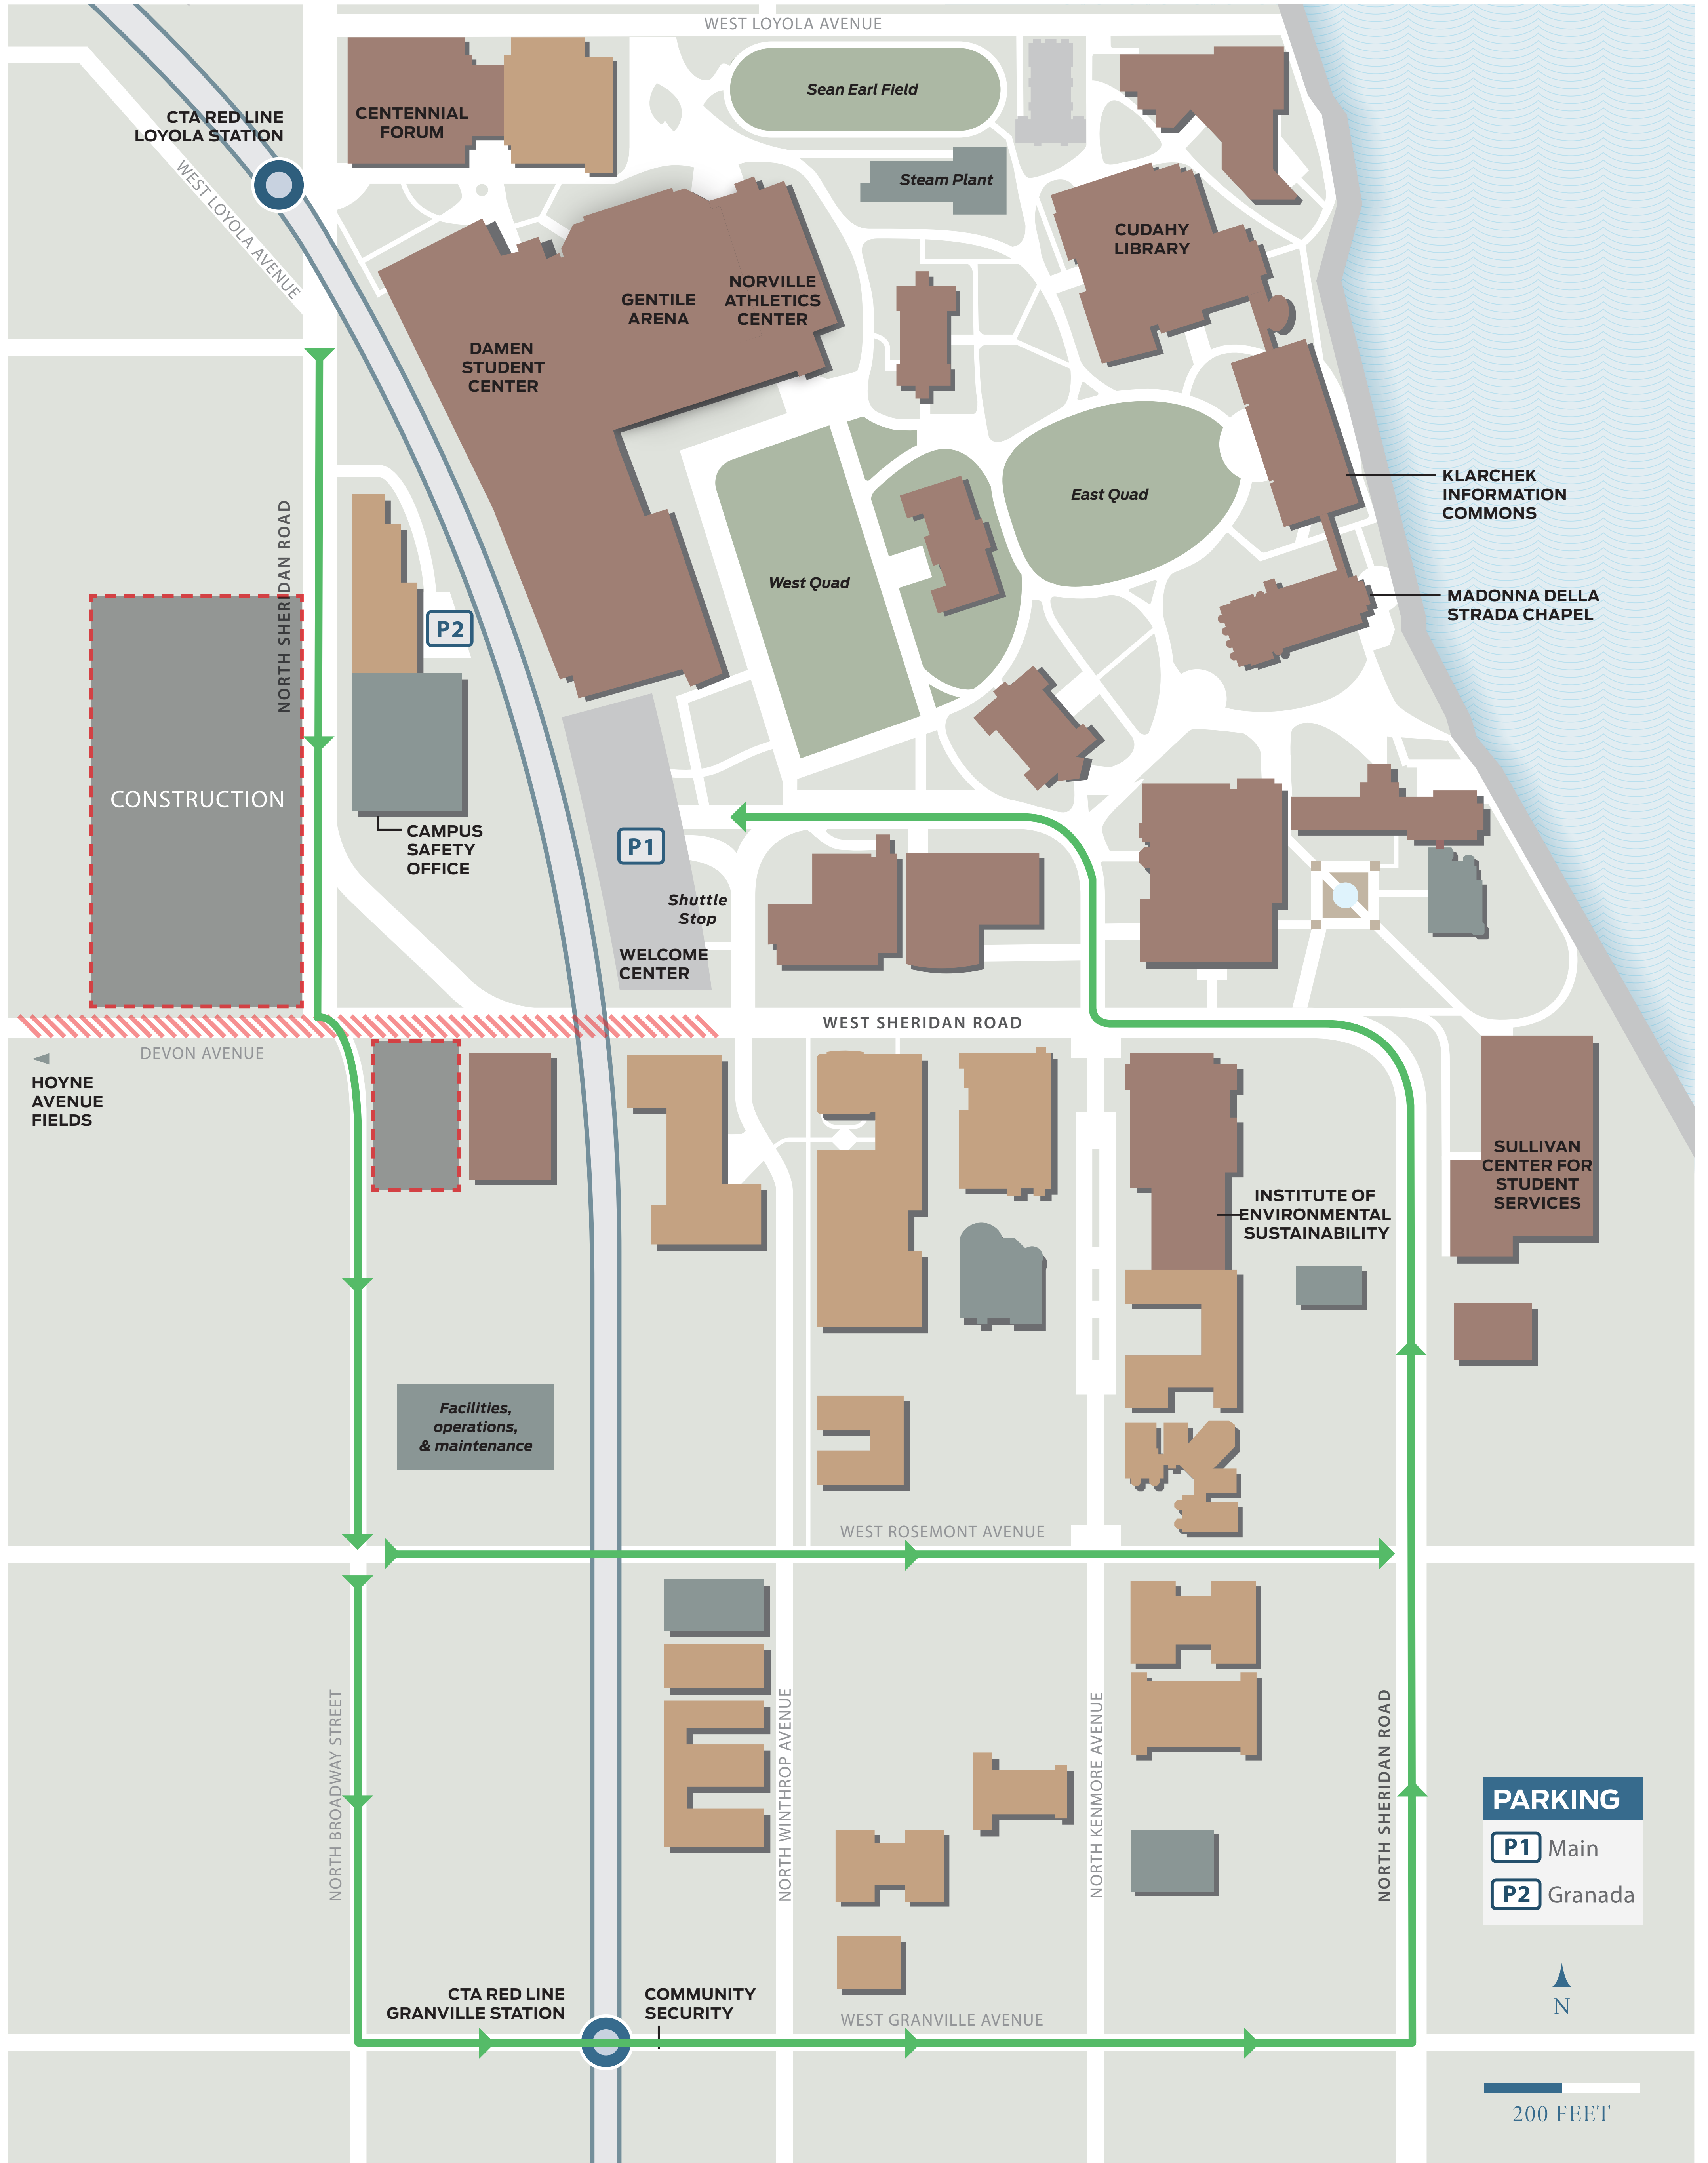 WEST LOYOLA AVENUE
Sean Earl Field
CTA RED LINE
LOYOLA STATION
CENTENNIAL
FORUM
WEST LOYOLA AVENUE
Steam Plant
CUDAHY
LIBRARY
GENTILE
ARENA
NORVILLE
ATHLETICS
CENTER
DAMEN
STUDENT
CENTER
KLARCHEK
INFORMATION
COMMONS
East Quad
West Quad
NORTH SHERIDAN ROAD
P2
MADONNA DELLA
STRADA CHAPEL
CONSTRUCTION
CAMPUS
SAFETY
OFFICE
P1
Shuttle
Stop
WELCOME
CENTER
WEST SHERIDAN ROAD
DEVON AVENUE
HOYNE
AVENUE
FIELDS
SULLIVAN
CENTER FOR
STUDENT
SERVICES
INSTITUTE OF
ENVIRONMENTAL
SUSTAINABILITY
Facilities,
operations,
& maintenance
WEST ROSEMONT AVENUE
NORTH BROADWAY STREET
NORTH WINTHROP AVENUE
NORTH KENMORE AVENUE
NORTH SHERIDAN ROAD
PARKING
P1 Main
P2 Granada
N
CTA RED LINE
GRANVILLE STATION
COMMUNITY
SECURITY
WEST GRANVILLE AVENUE
200 FEET